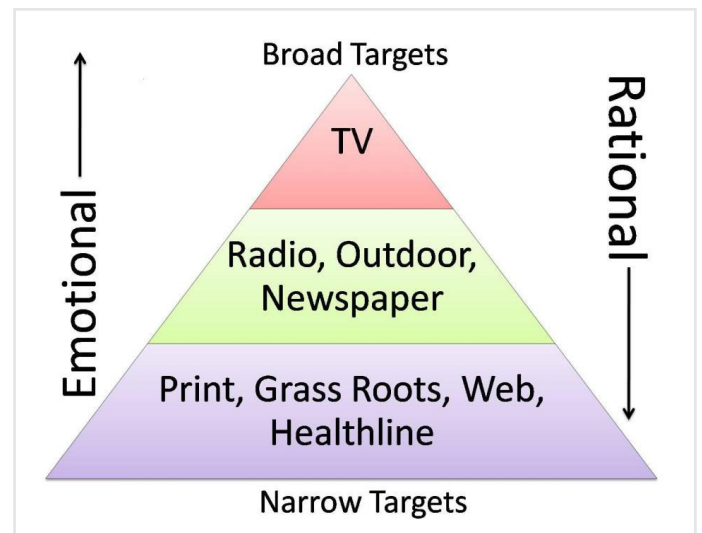 Broad Targets
Emotional
Rational
TV
Radio, Outdoor,
Newspaper
Print, Grass Roots, Web,
Healthline
Narrow Targets